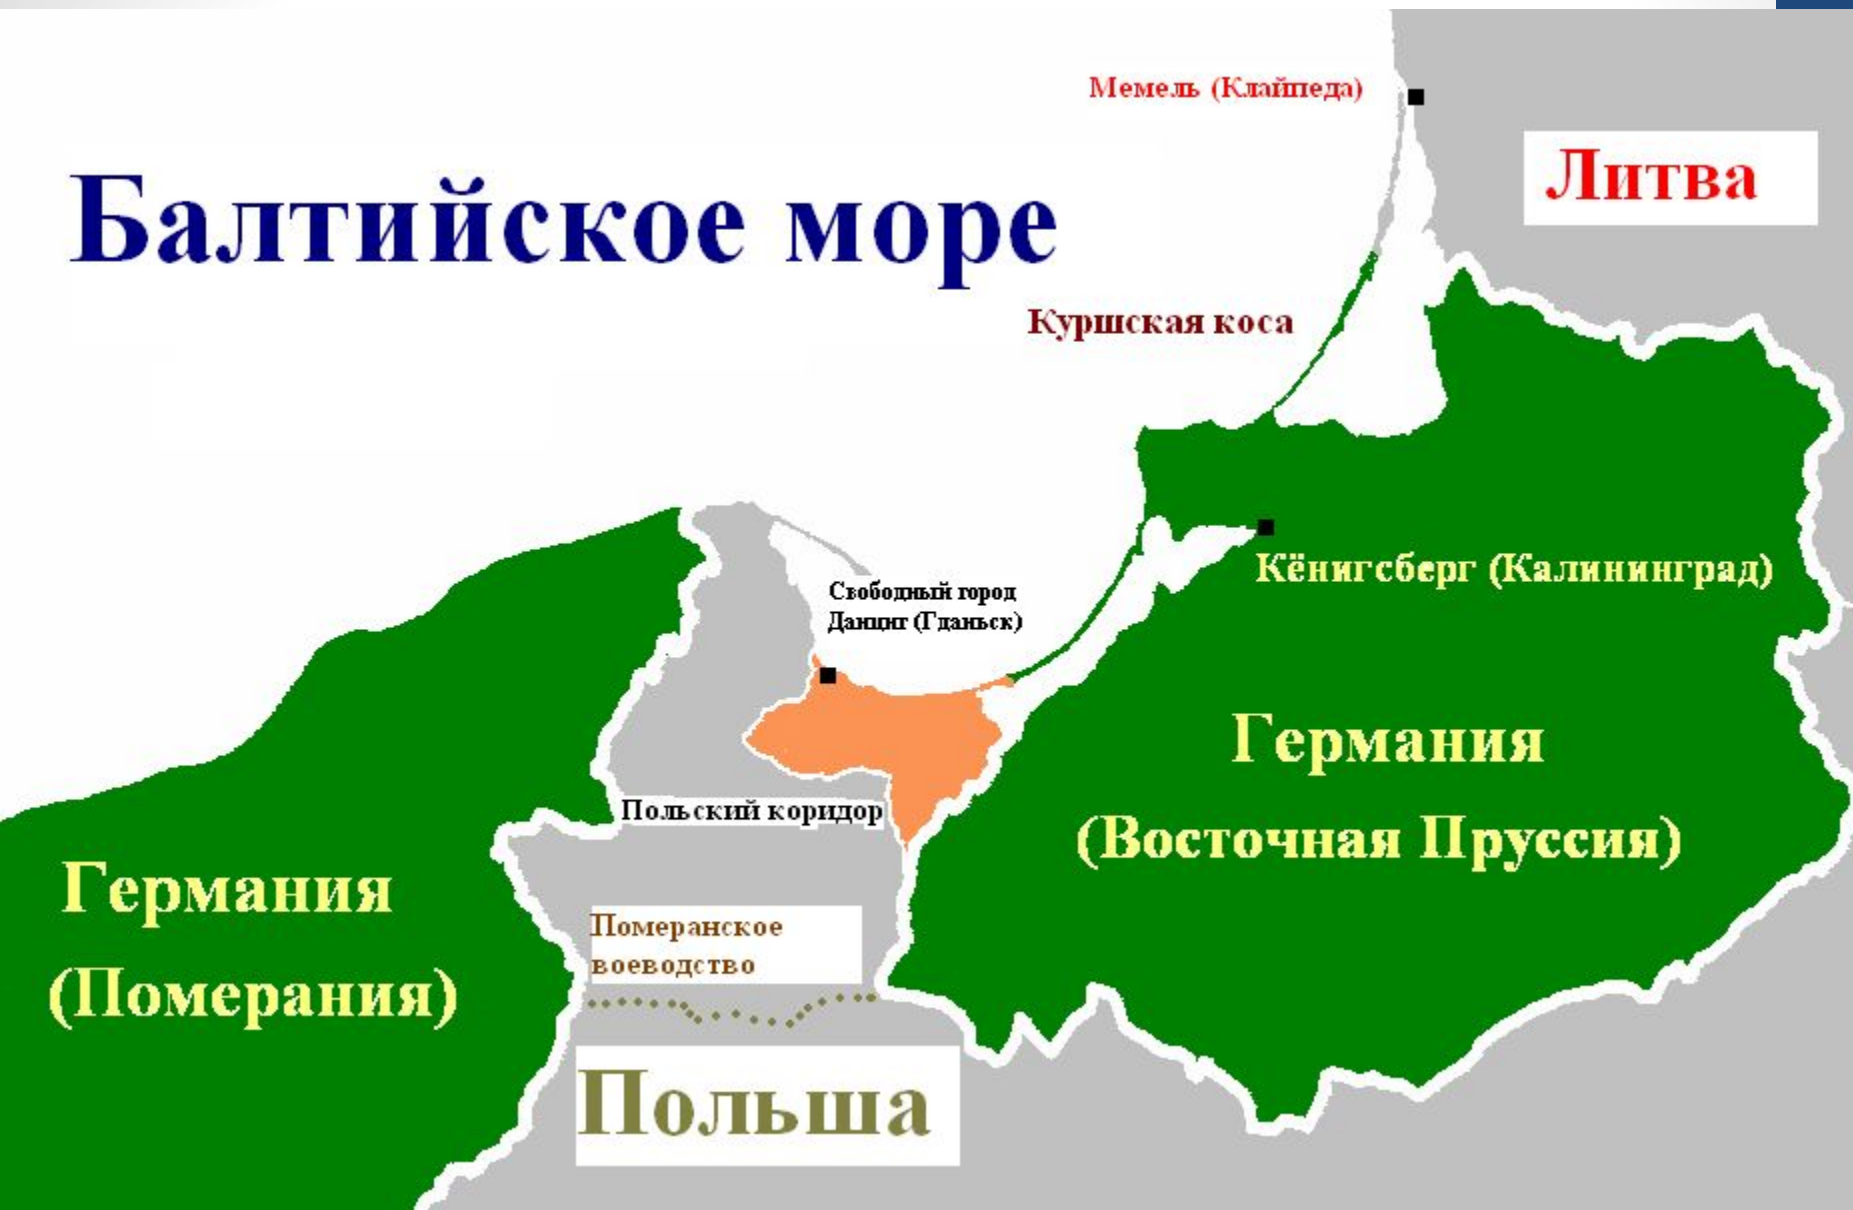 Мемель (Клайпеда)
Литва
Балтийское море
Куршская коса
Кёнигсберг (Калининград)
Свободный город
Данциг (Гданьск)
Германия
(Восточная Пруссия)
Польский коридор
Германия
(Померания)
Померанское
воеводство
Польша